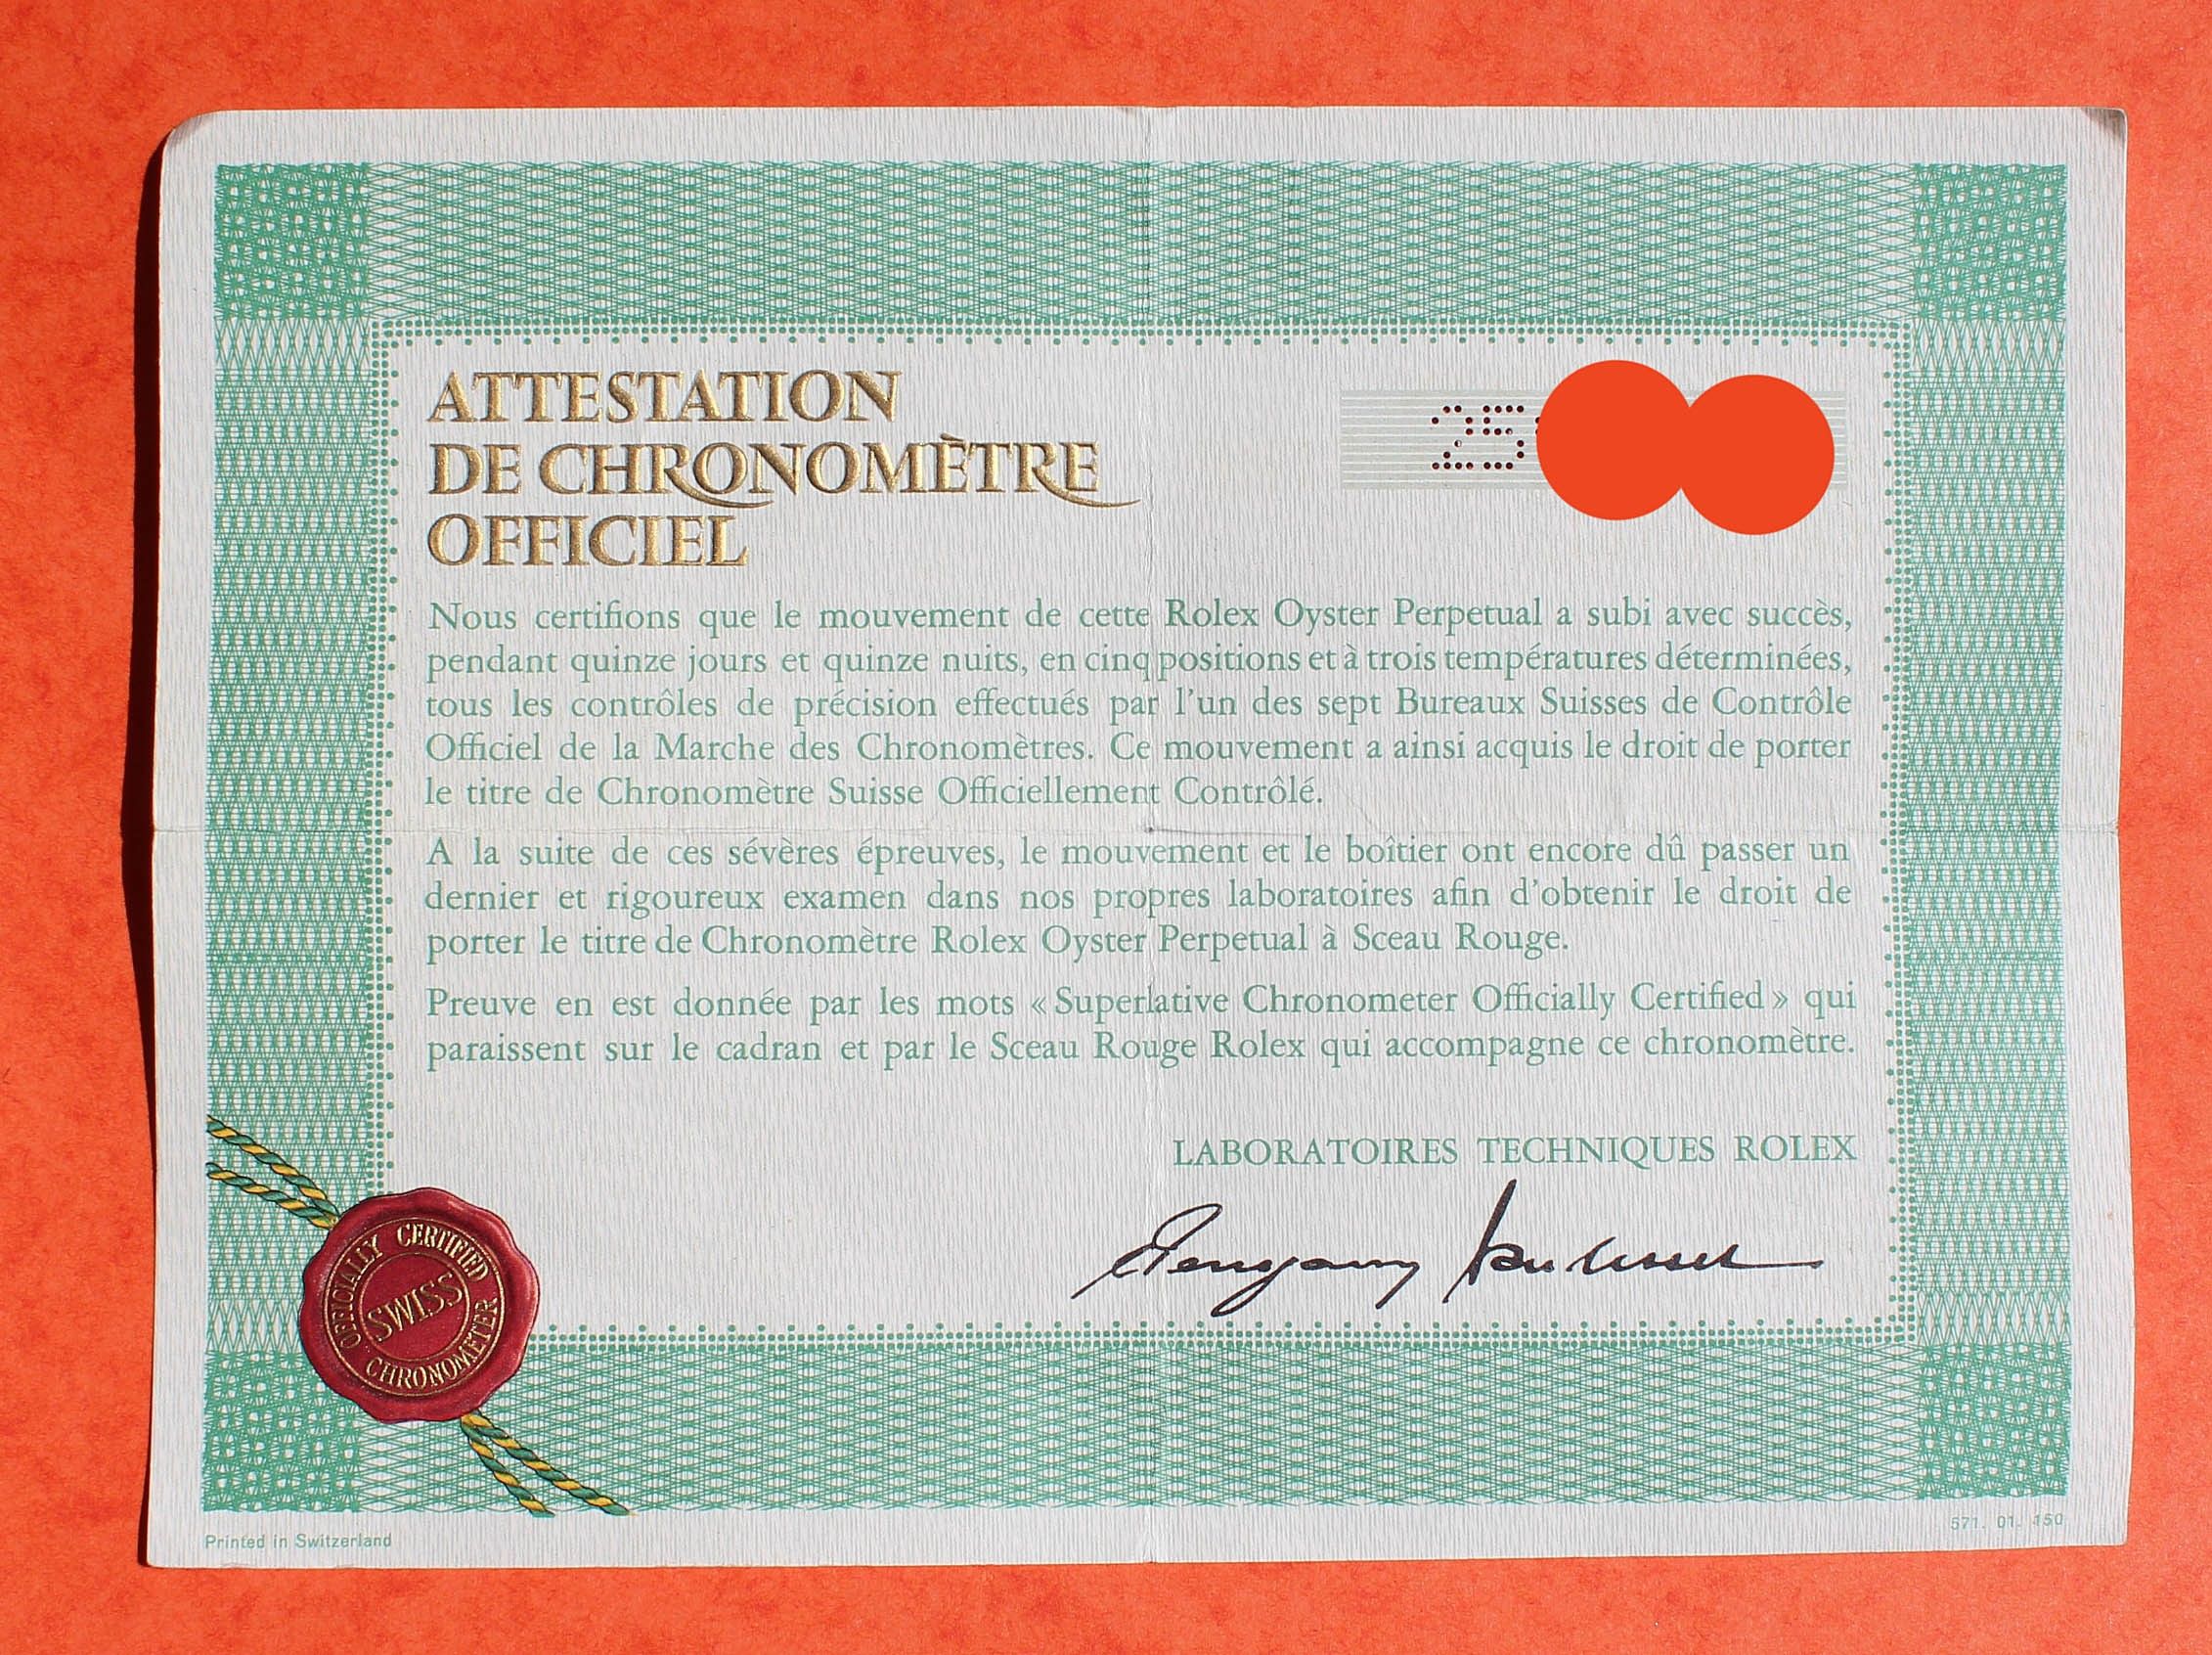 ATTESTATION
DE CHRONOMÈTRE
OFFICIEL
25
Nous certifions que le mouvement de cette Rolex Oyster Perpetual a subi avec succès,
pendant quinze jours et quinze nuits, en cinq positions et à trois températures déterminées,
tous les contrôles de précision effectués par l'un des sept Bureaux Suisses de Contrôle
Officiel de la Marche des Chronomètres. Ce mouvement a ainsi acquis le droit de porter
le titre de Chronomètre Suisse Officiellement Contrôlé.
A la suite de ces sévères épreuves, le mouvement et le boîtier ont encore dû passer un
dernier et rigoureux examen dans nos propres laboratoires afin d'obtenir le droit de
porter le titre de Chronomètre Rolex Oyster Perpetual à Sceau Rouge.
Preuve en est donnée par les mots « Superlative Chronometer Officially Certified » qui
paraissent sur le cadran et par le Sceau Rouge Rolex qui accompagne ce chronomètre.
LABORATOIRES TECHNIQUES ROLEX
OFFICIALLY CERTIFIED
SWISS
CHRONOMETER
Printed in Switzerland
571. 01. 150